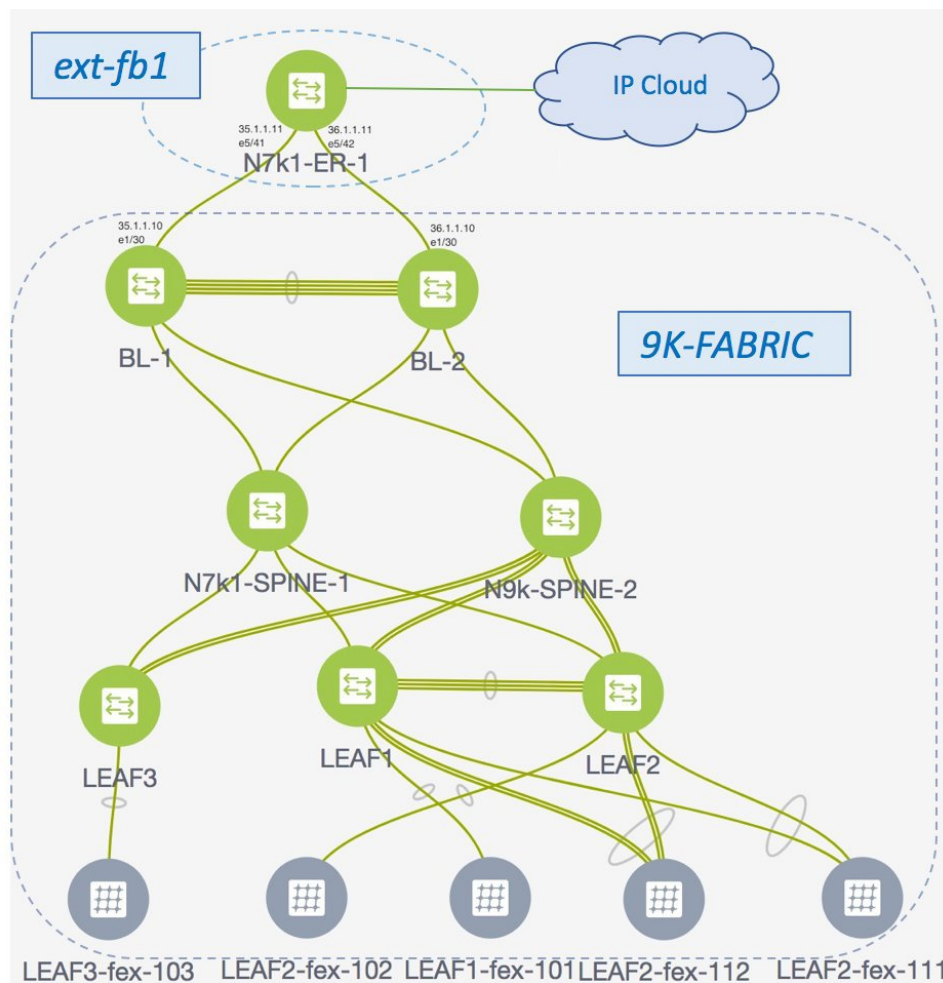 ext-fb1
IP Cloud
35.1.1.11
e5/41
36.1.1.11
e5/42
N7k1-ER-1
35.1.1.10
e1/30
36.1.1.10
e1/30
BL-1
BL-2
9K-FABRIC
N7k1-SPINE-1
N9k-SPINE-2
LEAF3
LEAF1
LEAF2
LEAF3-fex-103
LEAF2-fex-102
LEAF1-fex-101
LEAF2-fex-112
LEAF2-fex-111